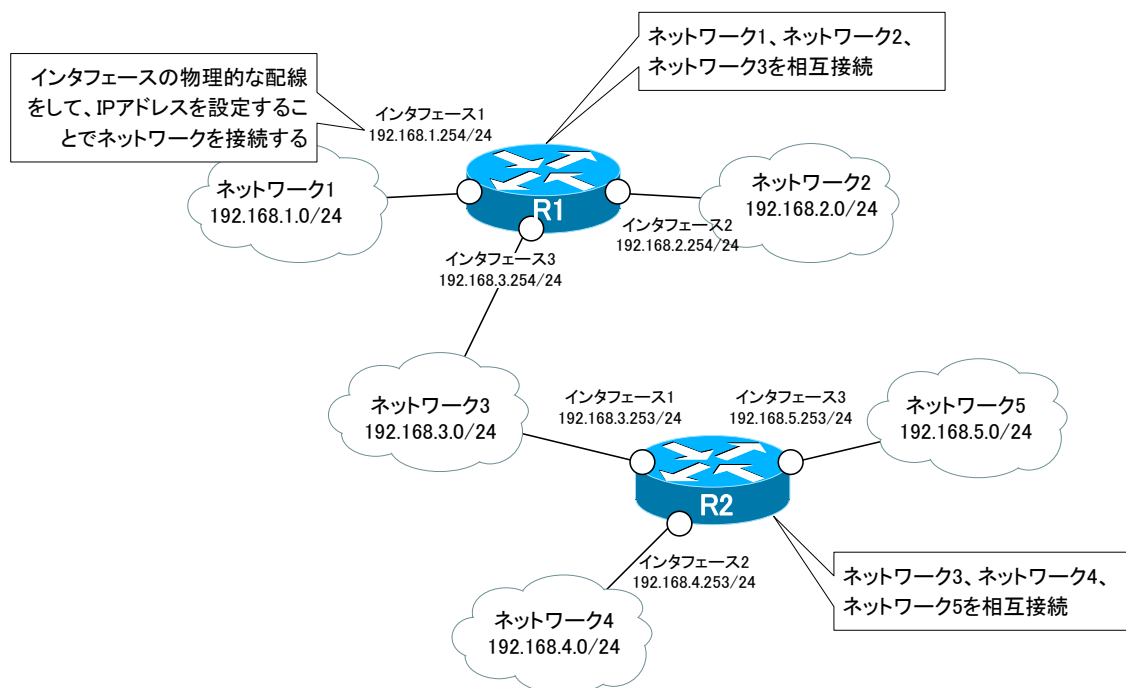 ネットワーク1、ネットワーク2、
ネットワーク3を相互接続
インタフェースの物理的な配線
をして、IPアドレスを設定するこ
とでネットワークを接続する
インタフェース1
192.168.1.254/24
ネットワーク1
192.168.1.0/24
R1
ネットワーク2
192.168.2.0/24
インタフェース2
192.168.2.254/24
インタフェース3
192.168.3.254/24
ネットワーク3
192.168.3.0/24
インタフェース1
192.168.3.253/24
インタフェース3
192.168.5.253/24
ネットワーク5
192.168.5.0/24
R2
インタフェース2
192.168.4.253/24
ネットワーク3、ネットワーク4、
ネットワーク5を相互接続
ネットワーク4
192.168.4.0/24